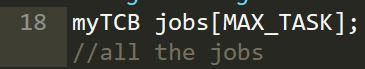 18 myTCB jobs[MAX_TASK];
//all the jobs